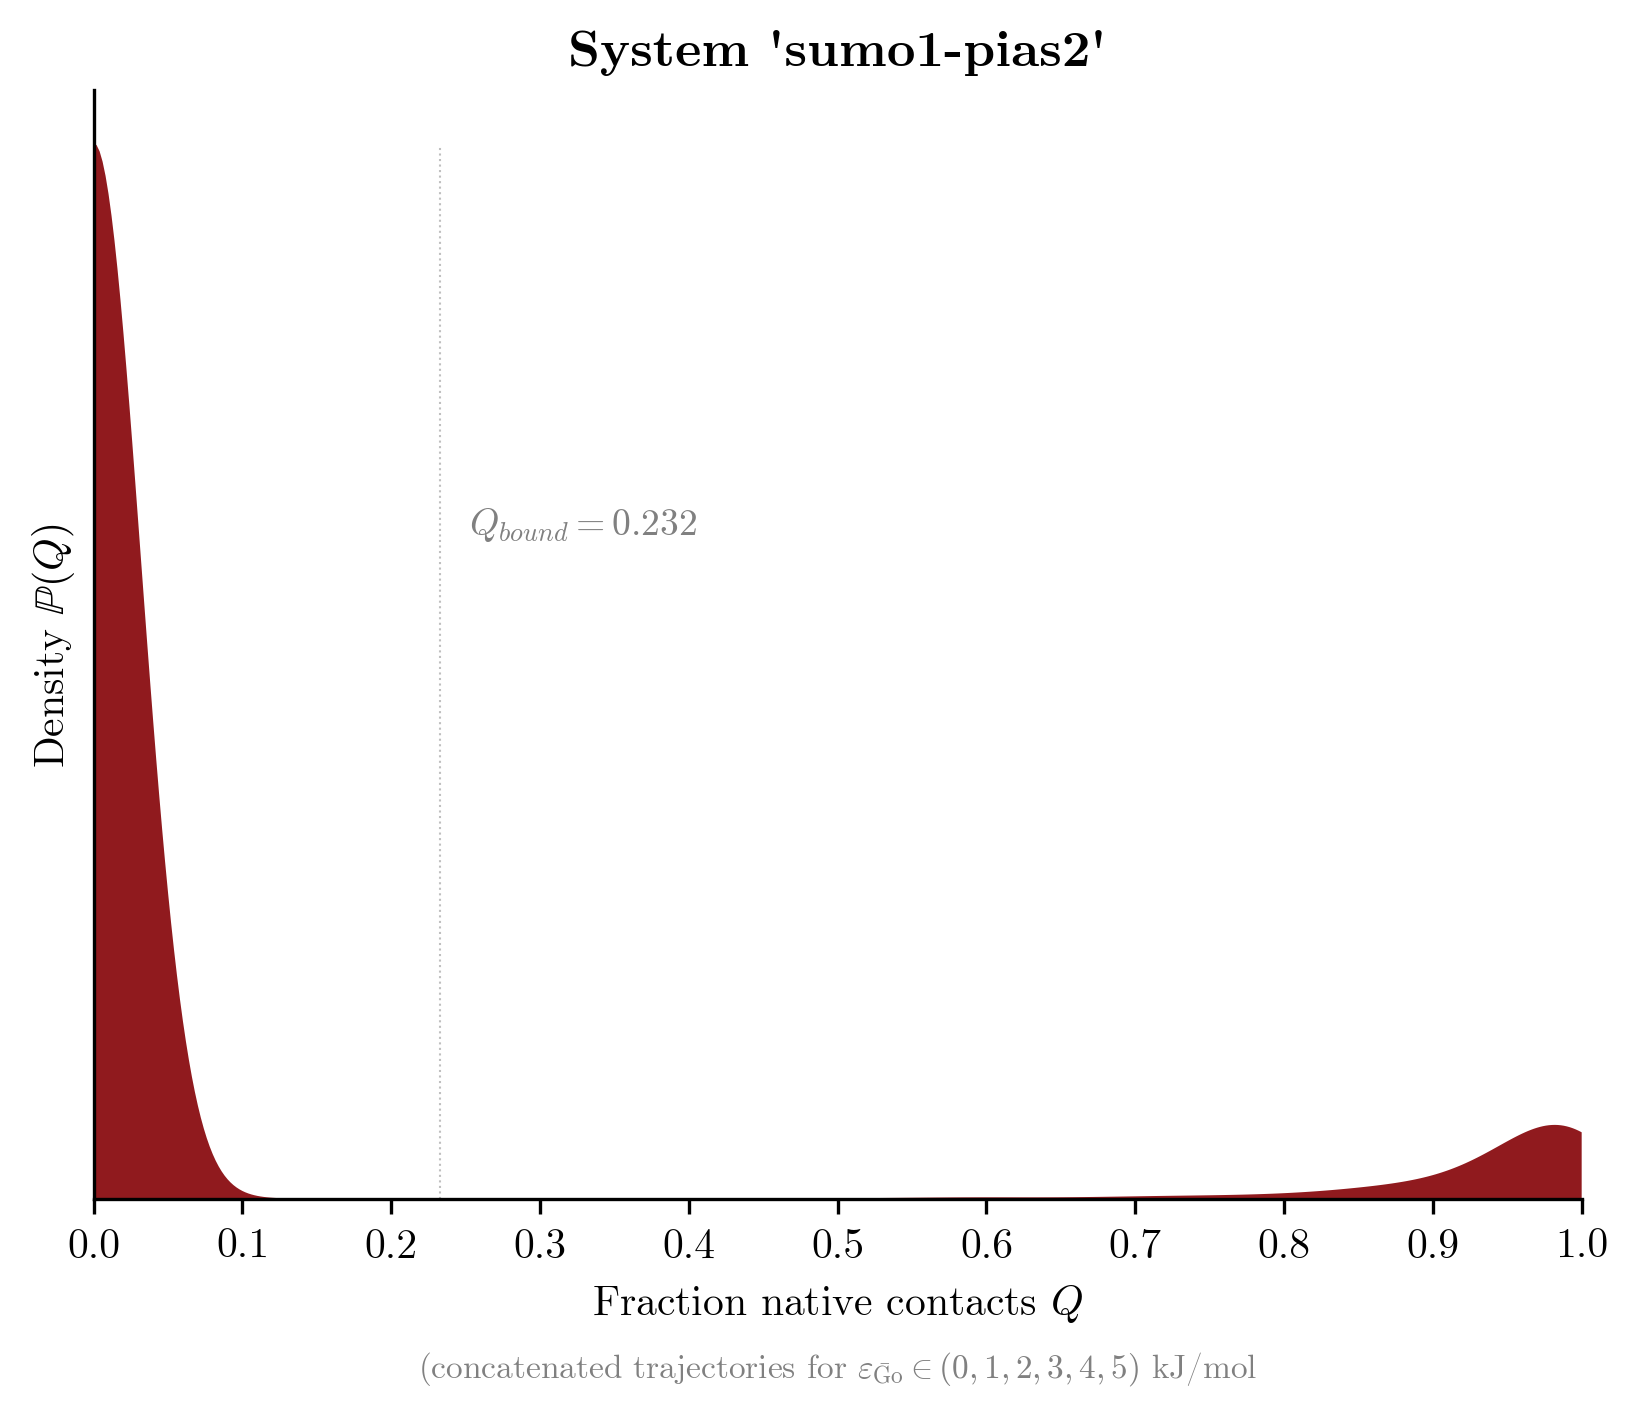 System 'sumo1-pias2'
Density ℙ(Q)
Q_bound = 0.232
0.0 0.1 0.2 0.3 0.4 0.5 0.6 0.7 0.8 0.9 1.0
Fraction native contacts Q
(concatenated trajectories for ε_Ḡo ∈ (0, 1, 2, 3, 4, 5) kJ/mol